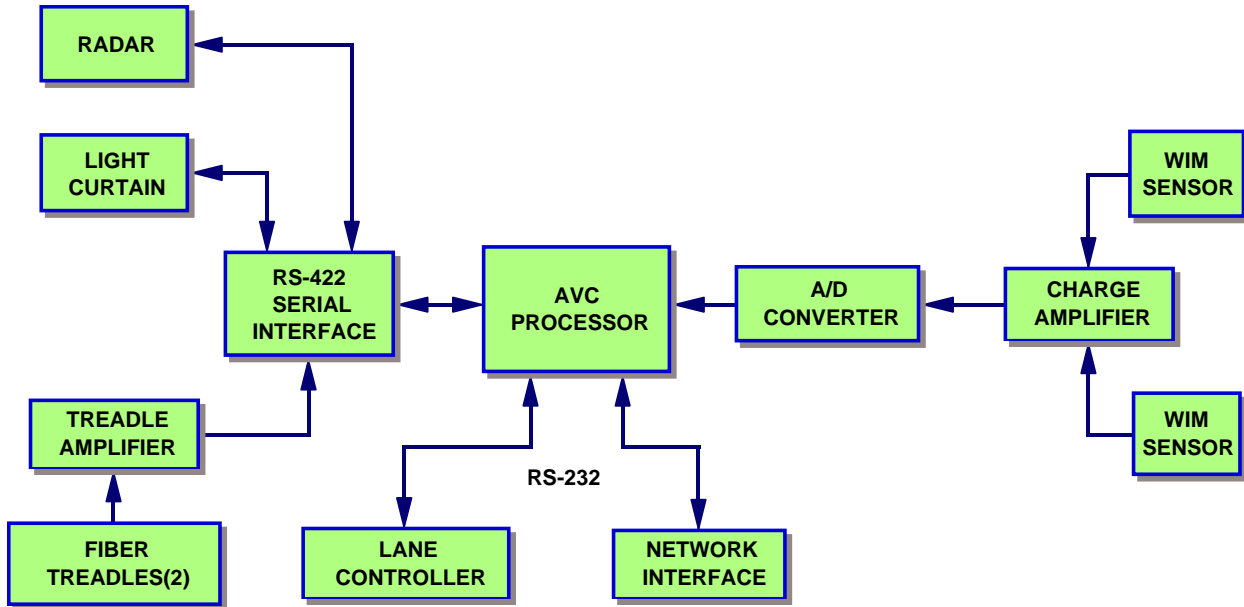 RADAR
LIGHT
CURTAIN
WIM
SENSOR
RS-422
SERIAL
INTERFACE
AVC
PROCESSOR
A/D
CONVERTER
CHARGE
AMPLIFIER
TREADLE
AMPLIFIER
WIM
SENSOR
RS-232
FIBER
TREADLES(2)
LANE
CONTROLLER
NETWORK
INTERFACE